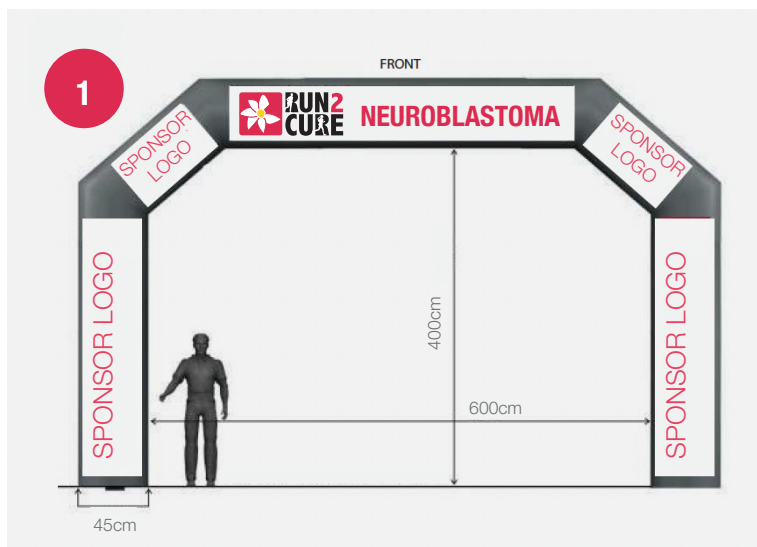 FRONT
1
RUN2
CURE
NEUROBLASTOMA
SPONSOR
LOGO
SPONSOR
LOGO
SPONSOR LOGO
SPONSOR LOGO
400cm
600cm
45cm